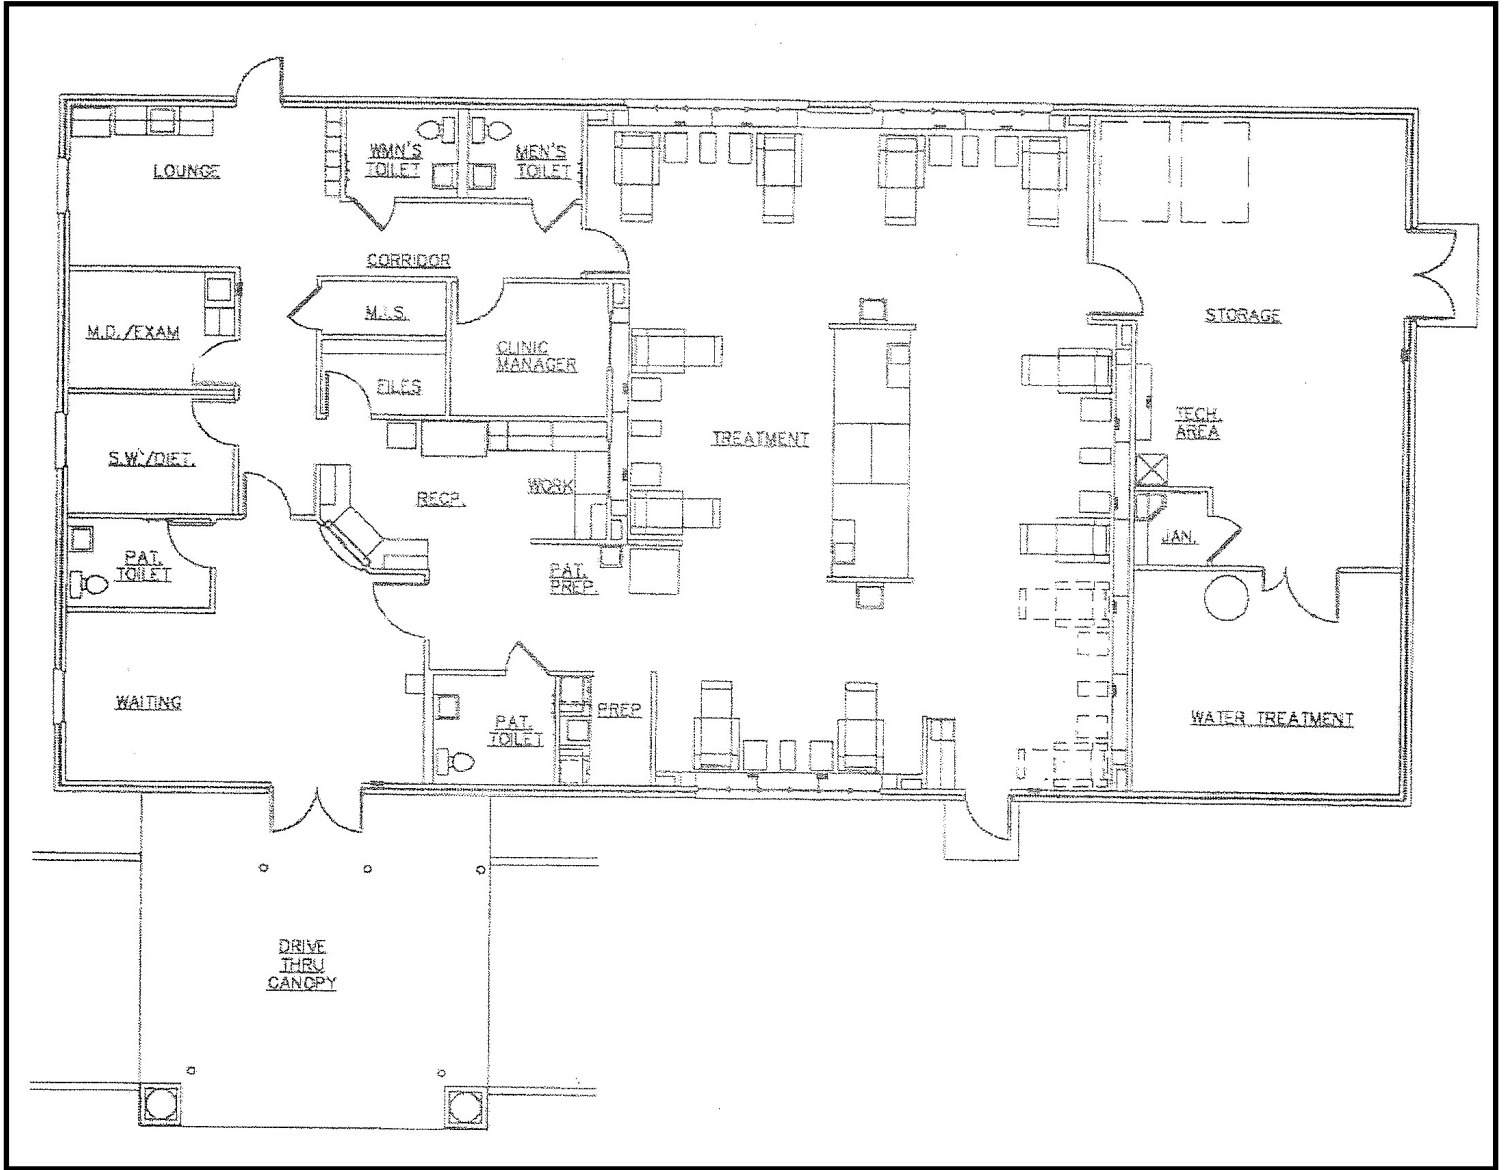 LOUNGE
WMN'S
TOILET
MEN'S
TOILET
CORRIDOR
M.D./EXAM
M.I.S.
CLINIC
MANAGER
FILES
STORAGE
TREATMENT
TECH.
AREA
S.W./DIET.
RECP.
WORK
JAN.
PAT.
TOILET
PAT.
PREP.
WAITING
PAT.
TOILET
PREP
WATER TREATMENT
DRIVE
THRU
CANOPY